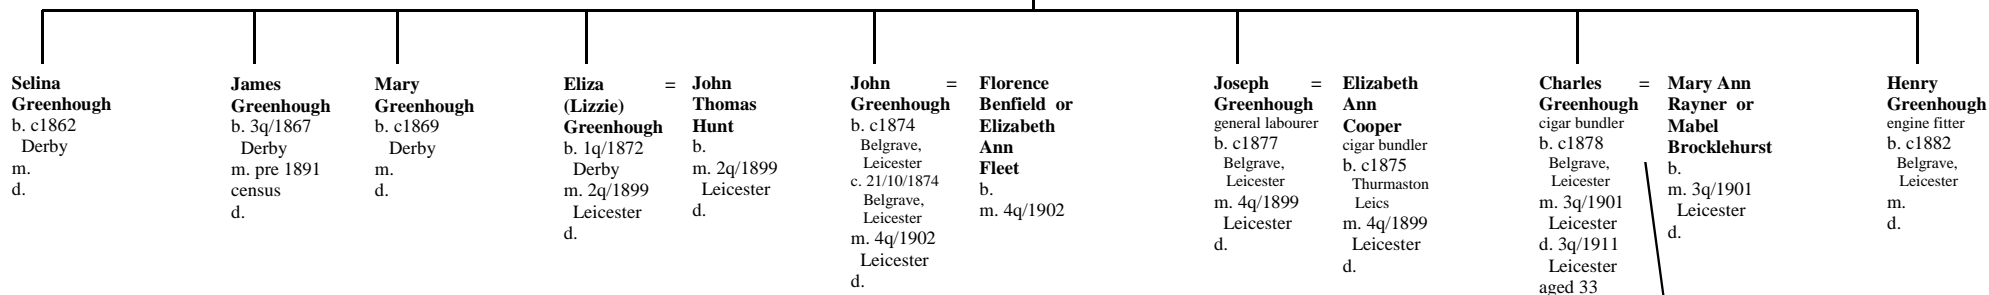 Selina
Greenhough
b. c1862
Derby
m.
d.
James
Greenhough
b. 3q/1867
Derby
m. pre 1891
census
d.
Mary
Greenhough
b. c1869
Derby
m.
d.
Eliza =
(Lizzie)
Greenhough
b. 1q/1872
Derby
m. 2q/1899
Leicester
d.
John
Thomas
Hunt
b.
m. 2q/1899
Leicester
d.
John =
Greenhough
b. c1874
Belgrave,
Leicester
c. 21/10/1874
Belgrave,
Leicester
m. 4q/1902
Leicester
d.
Florence
Benfield or
Elizabeth
Ann
Fleet
b.
m. 4q/1902
Joseph =
Greenhough
general labourer
b. c1877
Belgrave,
Leicester
m. 4q/1899
Leicester
d.
Elizabeth
Ann
Cooper
cigar bundler
b. c1875
Thurmaston
Leics
m. 4q/1899
Leicester
d.
Charles =
Greenhough
cigar bundler
b. c1878
Belgrave,
Leicester
m. 3q/1901
Leicester
d. 3q/1911
Leicester
aged 33
Mary Ann
Rayner or
Mabel
Brocklehurst
b.
m. 3q/1901
Leicester
d.
Henry
Greenhough
engine fitter
b. c1882
Belgrave,
Leicester
m.
d.